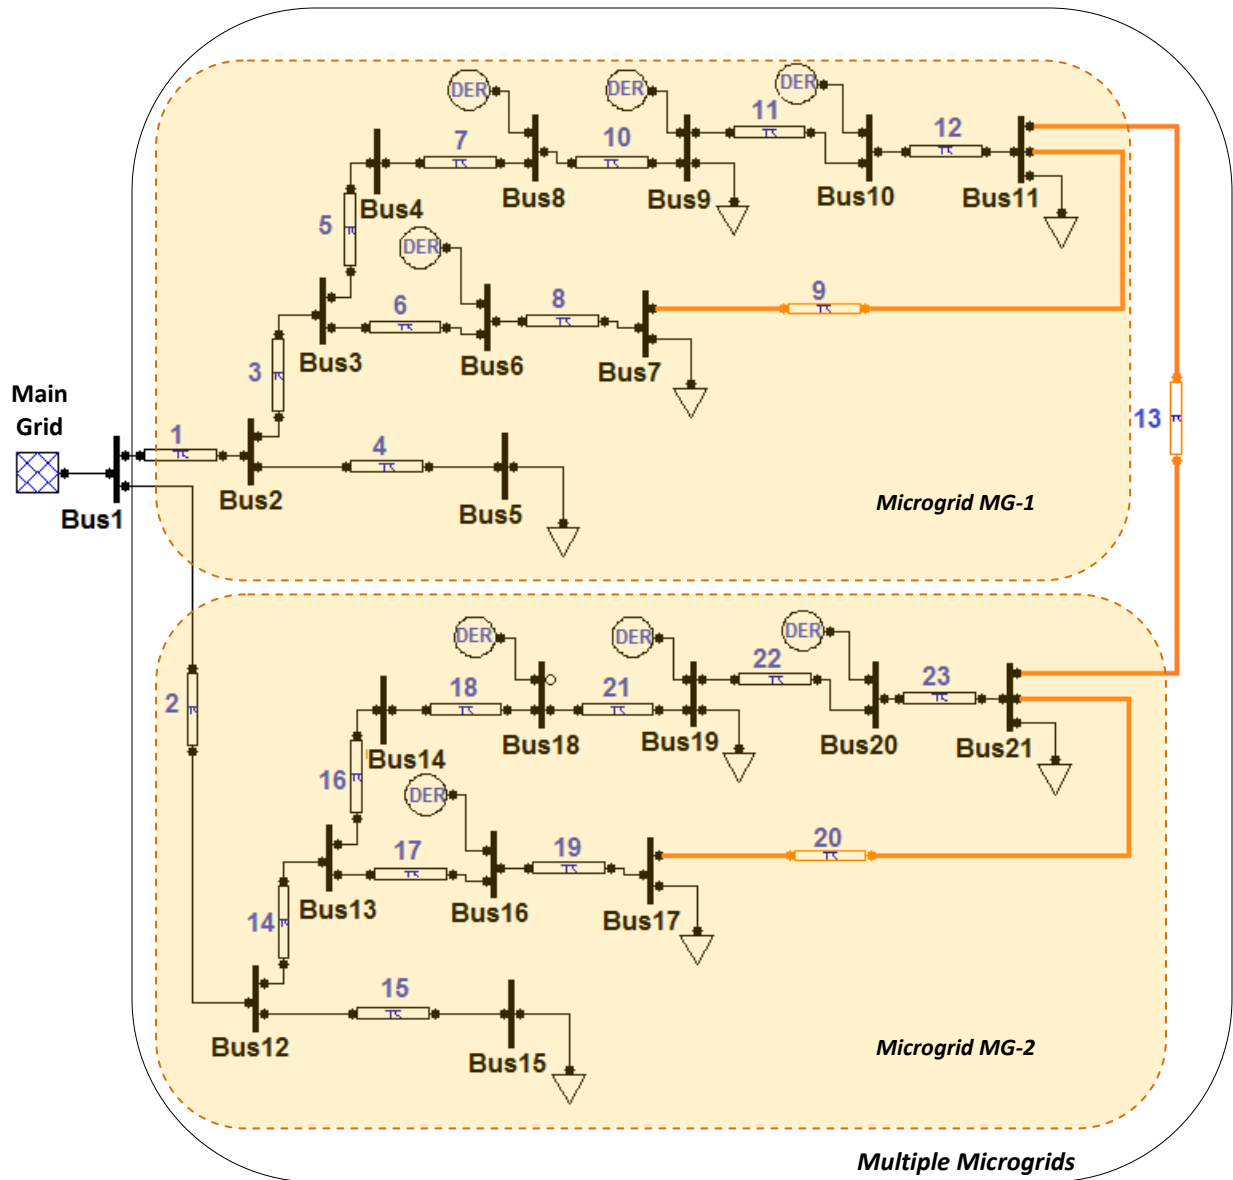 DER
DER
DER
7
10
11
12
Bus4
Bus8
Bus9
Bus10
Bus11
5
DER
6
8
9
Bus3
Bus6
Bus7
3
Main
Grid
1
4
13
Bus2
Bus5
Microgrid MG-1
Bus1
DER
DER
DER
2
18
21
22
23
Bus14
Bus18
Bus19
Bus20
Bus21
16
DER
17
19
20
Bus13
Bus16
Bus17
14
15
Bus12
Bus15
Microgrid MG-2
Multiple Microgrids